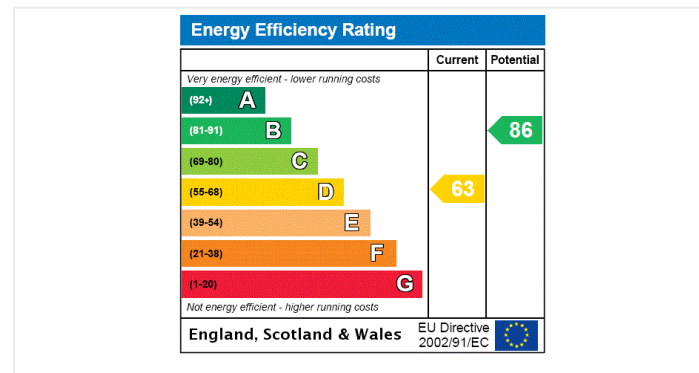 Energy Efficiency Rating
Current Potential
Very energy efficient - lower running costs
(92+) A
(81-91) B 86
(69-80) C
(55-68) D 63
(39-54) E
(21-38) F
(1-20) G
Not energy efficient - higher running costs
England, Scotland & Wales
EU Directive
2002/91/EC